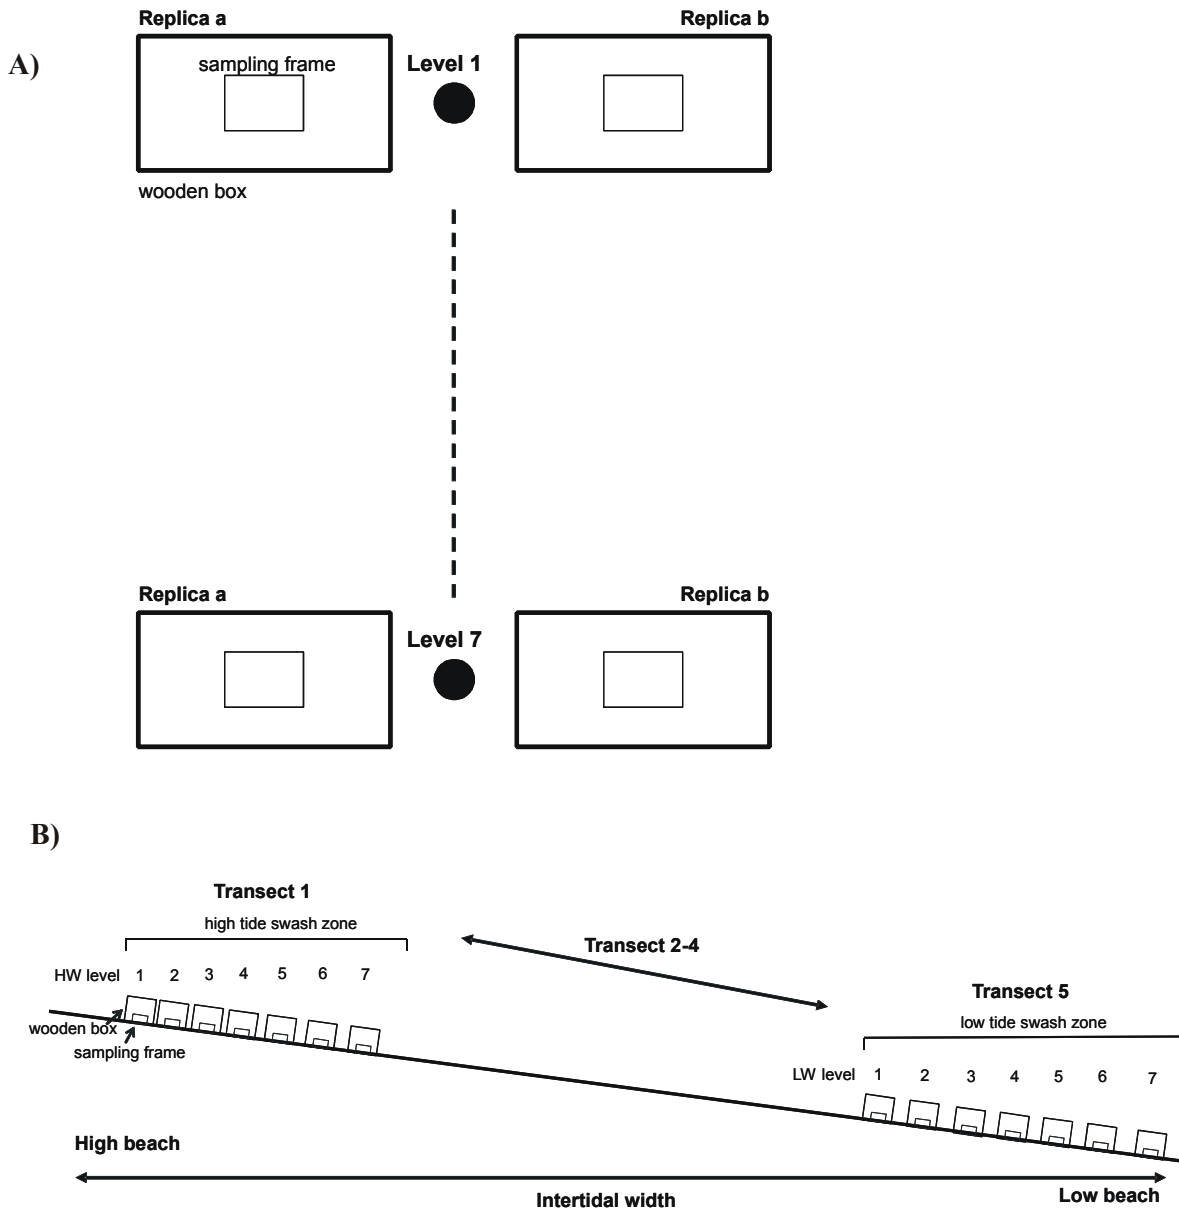 Replica a
Replica b
A)
sampling frame
Level 1
wooden box
Replica a
Replica b
Level 7
B)
Transect 1
high tide swash zone
Transect 2-4
HW level 1 2 3 4 5 6 7
Transect 5
wooden box
low tide swash zone
sampling frame
LW level 1 2 3 4 5 6 7
High beach
Low beach
Intertidal width